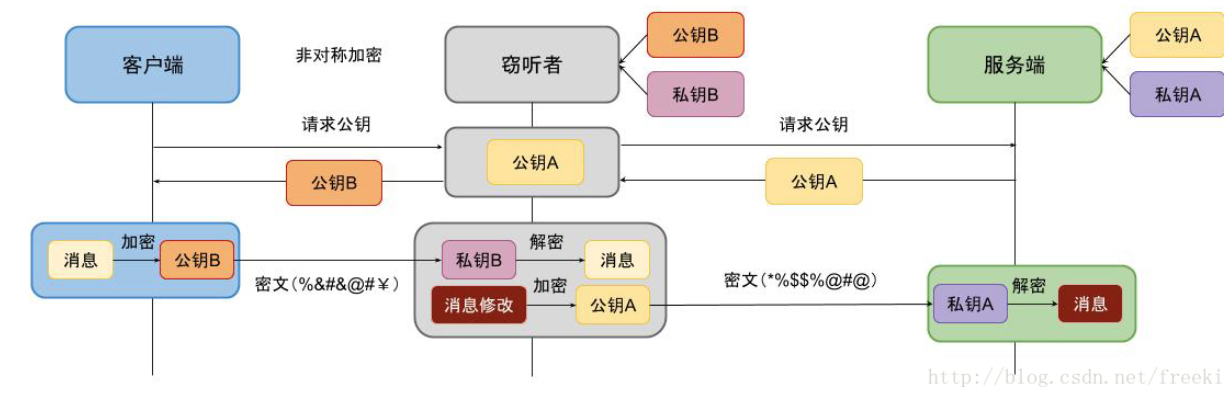 公钥B
公钥A
客户端
非对称加密
窃听者
服务端
私钥B
私钥A
请求公钥
请求公钥
公钥A
公钥B
公钥A
消息
加密
公钥B
密文(%&#&@#￥)
私钥B
解密
消息
消息修改
加密
公钥A
密文(*%$$%@#@)
私钥A
解密
消息
http://blog.csdn.net/freeki